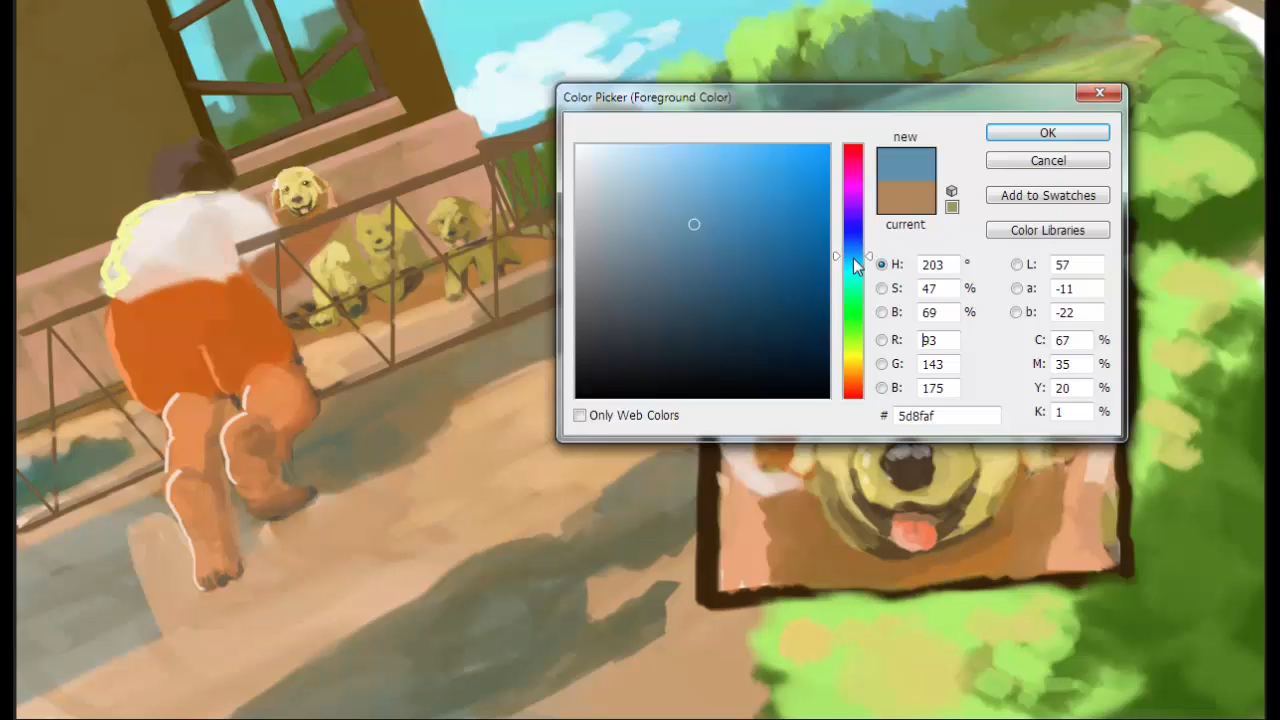 Color Picker (Foreground Color)
new
current
OK
Cancel
Add to Swatches
Color Libraries
H: 203 °
S: 47 %
B: 69 %
R: 93
G: 143
B: 175
L: 57
a: -11
b: -22
C: 67 %
M: 35 %
Y: 20 %
K: 1 %
# 5d8faf
Only Web Colors